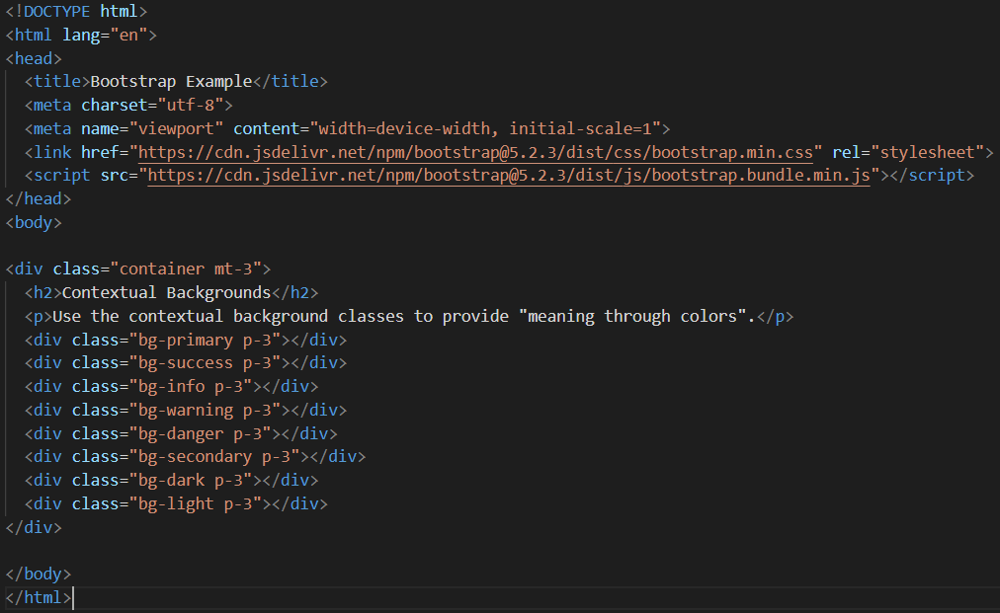 <!DOCTYPE html>
<html lang="en">
<head>
  <title>Bootstrap Example</title>
  <meta charset="utf-8">
  <meta name="viewport" content="width=device-width, initial-scale=1">
  <link href="https://cdn.jsdelivr.net/npm/bootstrap@5.2.3/dist/css/bootstrap.min.css" rel="stylesheet">
  <script src="https://cdn.jsdelivr.net/npm/bootstrap@5.2.3/dist/js/bootstrap.bundle.min.js"></script>
</head>
<body>

<div class="container mt-3">
  <h2>Contextual Backgrounds</h2>
  <p>Use the contextual background classes to provide "meaning through colors".</p>
  <div class="bg-primary p-3"></div>
  <div class="bg-success p-3"></div>
  <div class="bg-info p-3"></div>
  <div class="bg-warning p-3"></div>
  <div class="bg-danger p-3"></div>
  <div class="bg-secondary p-3"></div>
  <div class="bg-dark p-3"></div>
  <div class="bg-light p-3"></div>
</div>

</body>
</html>